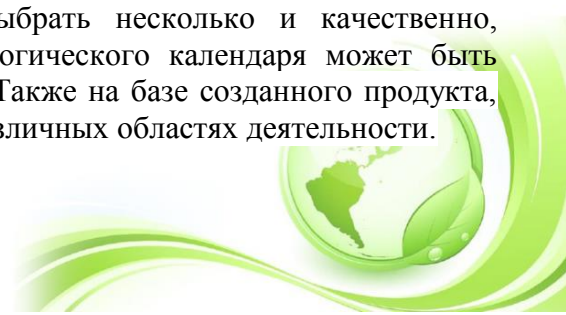 ыбрать несколько и качественно,
огического календаря может быть
Также на базе созданного продукта,
зличных областях деятельности.